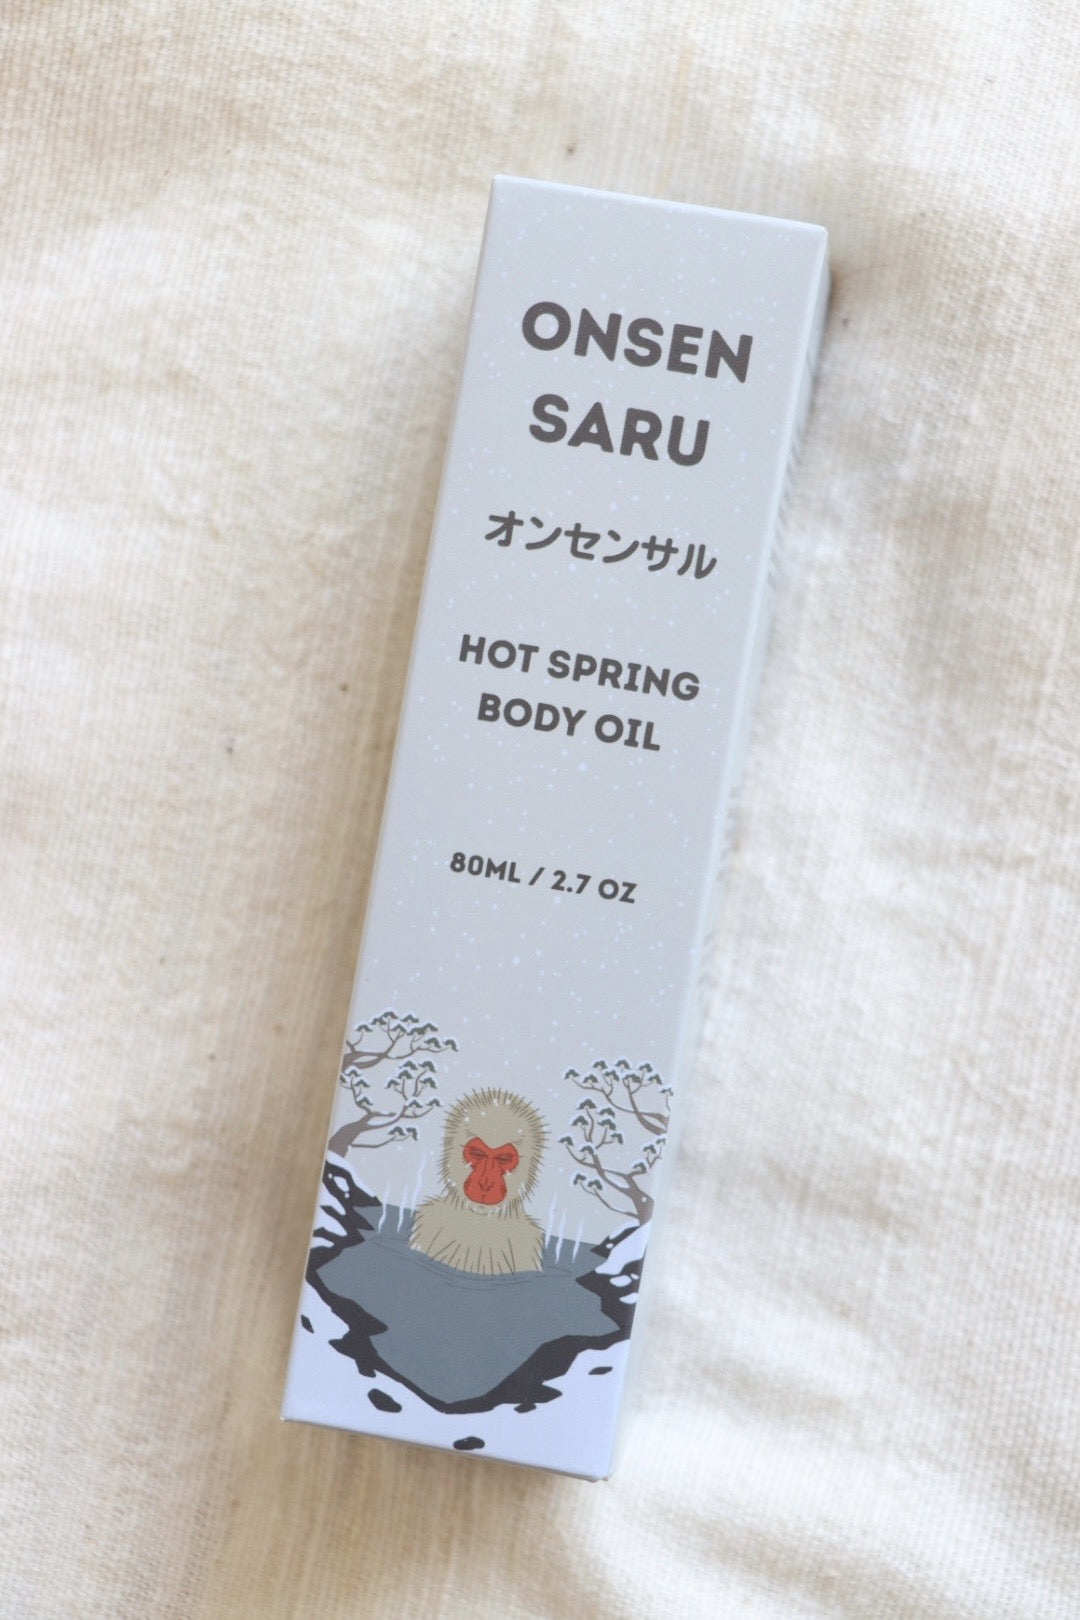 ONSEN
SARU
オンセンサル
HOT SPRING
BODY OIL
80ML / 2.7 OZ